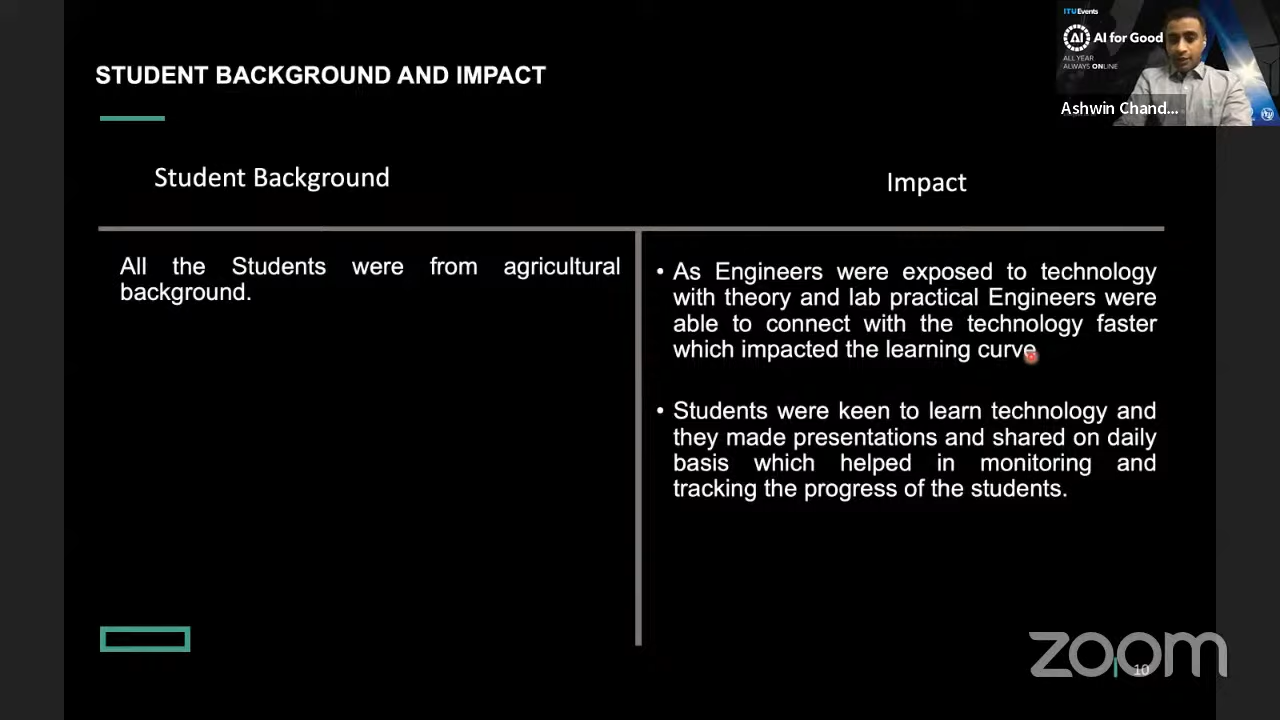 ITUEvents
AI
AI for Good
ALL YEAR
ALWAYS ONLINE
Ashwin Chand...
STUDENT BACKGROUND AND IMPACT
Student Background
Impact
All the Students were from agricultural
background.
• As Engineers were exposed to technology
with theory and lab practical Engineers were
able to connect with the technology faster
which impacted the learning curve
• Students were keen to learn technology and
they made presentations and shared on daily
basis which helped in monitoring and
tracking the progress of the students.
zoom
10